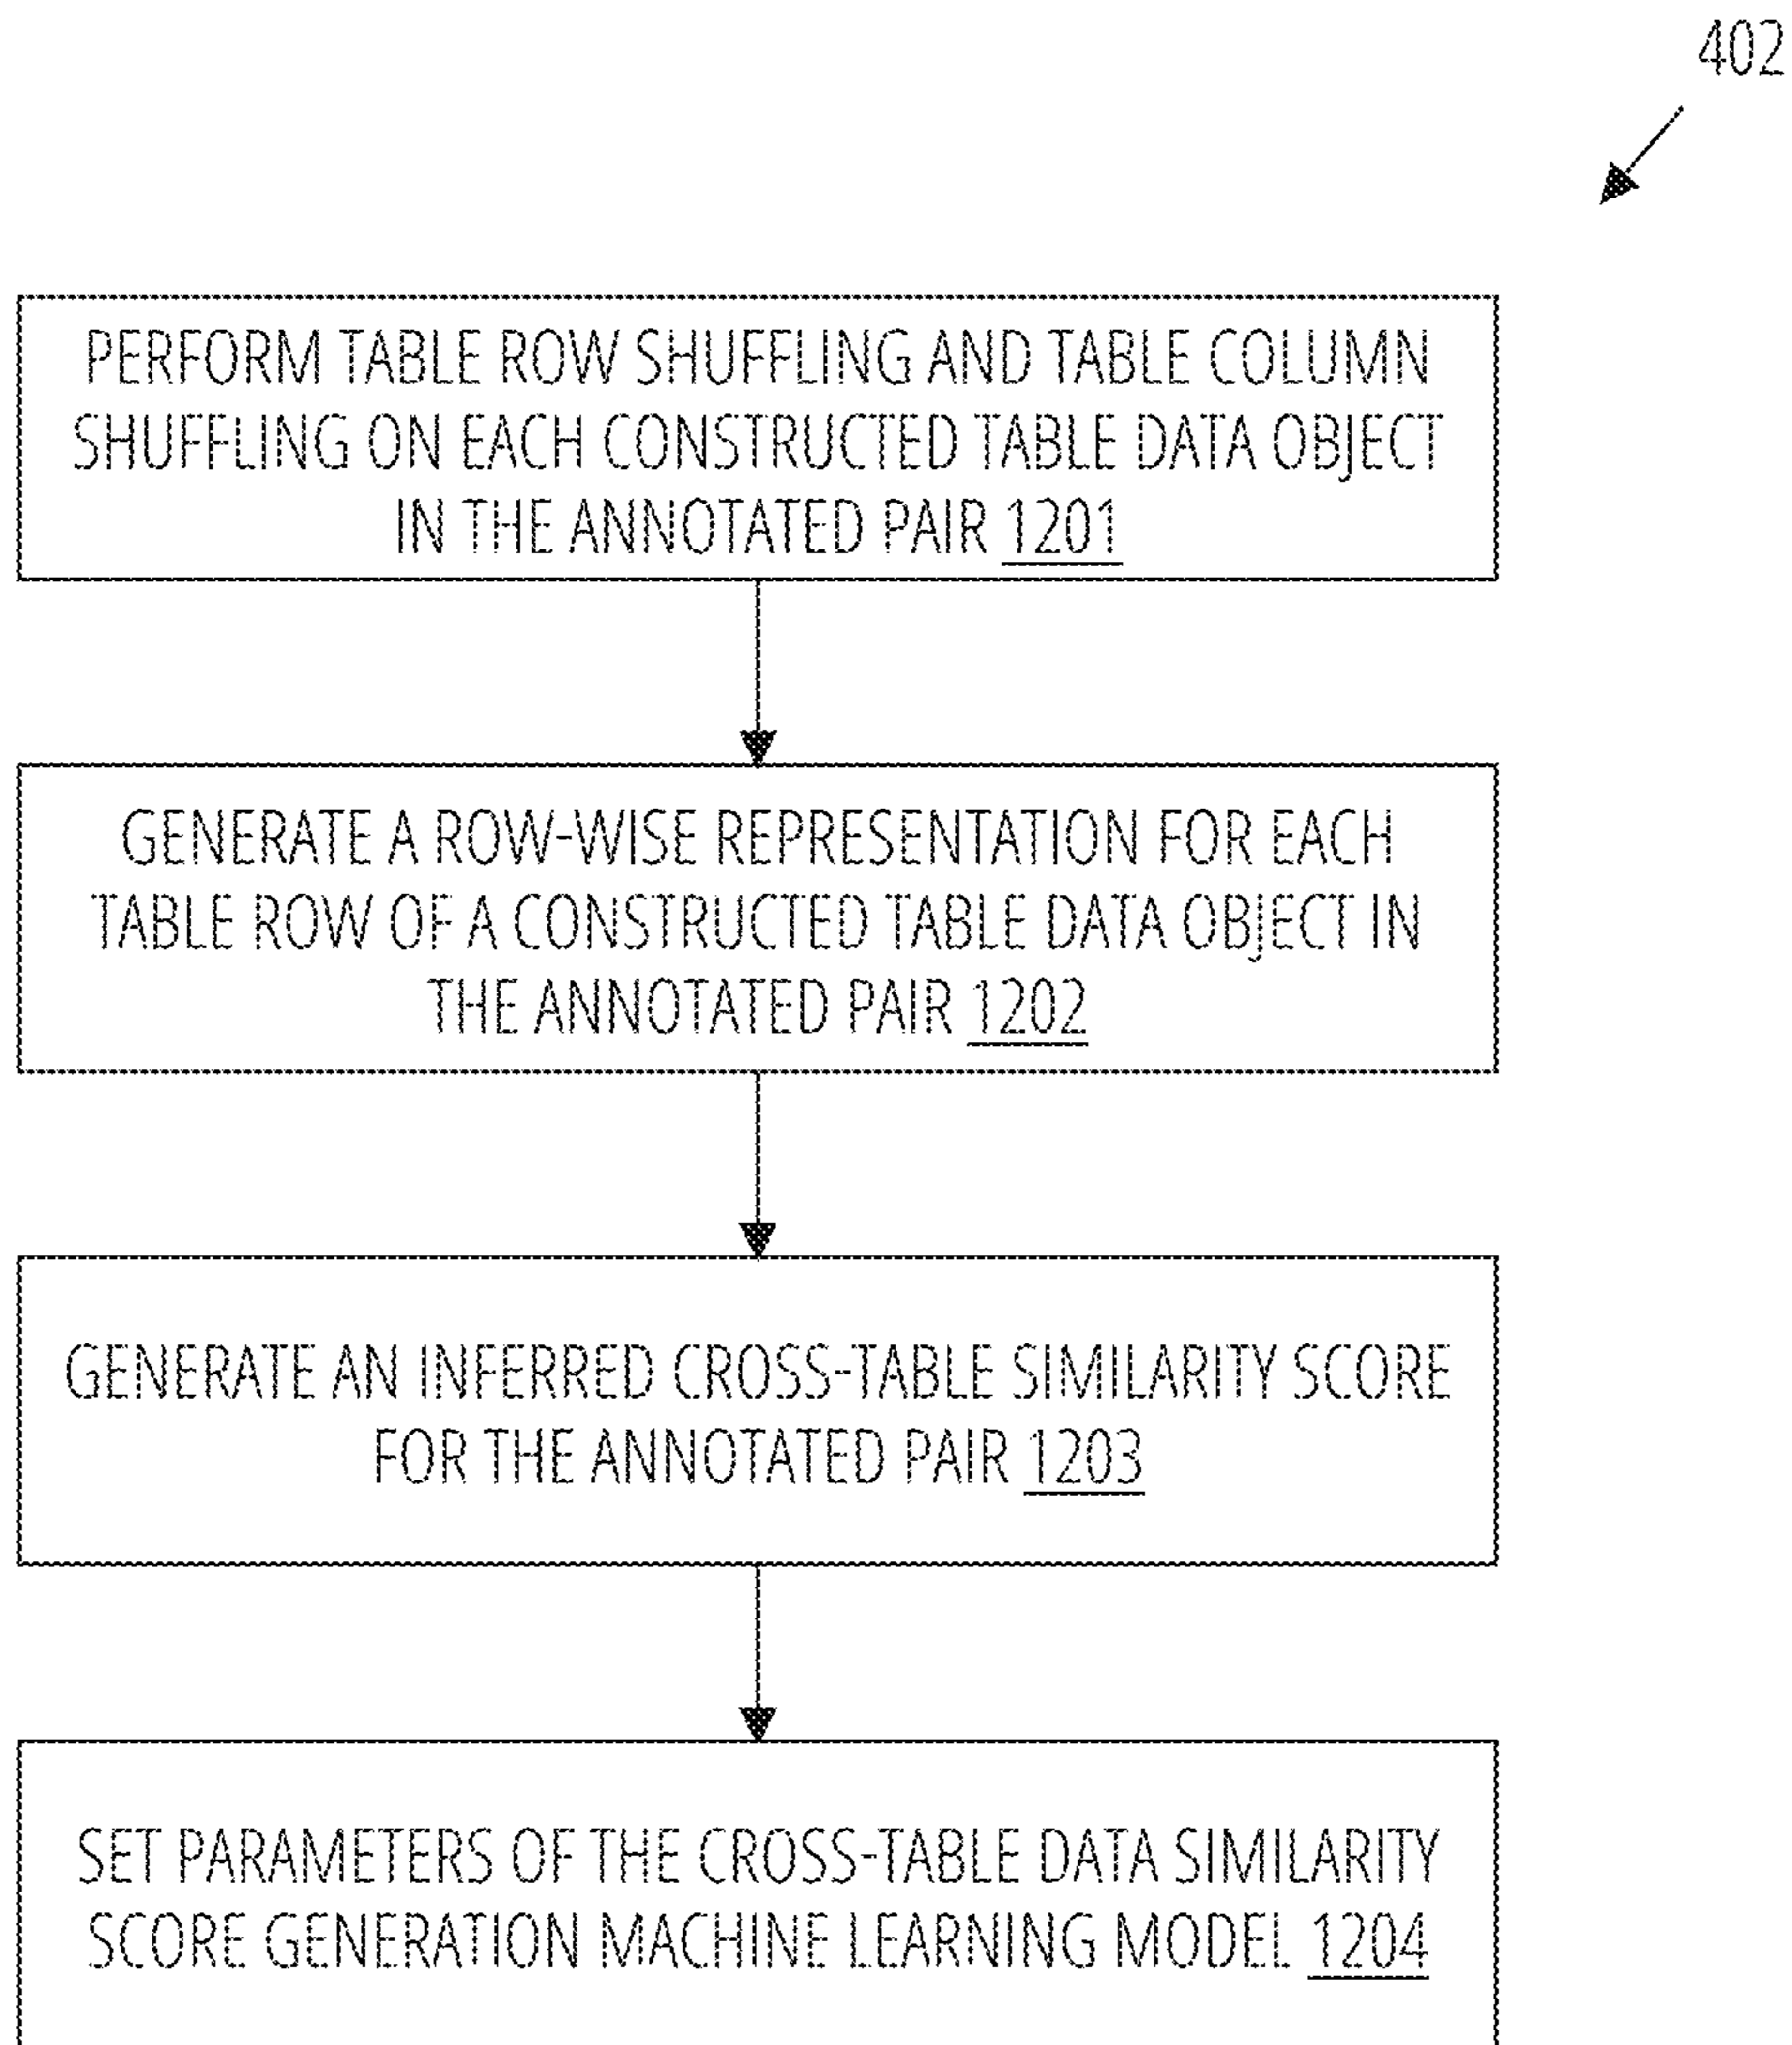 402
PERFORM TABLE ROW SHUFFLING AND TABLE COLUMN
SHUFFLING ON EACH CONSTRUCTED TABLE DATA OBJECT
IN THE ANNOTATED PAIR 1201
GENERATE A ROW-WISE REPRESENTATION FOR EACH
TABLE ROW OF A CONSTRUCTED TABLE DATA OBJECT IN
THE ANNOTATED PAIR 1202
GENERATE AN INFERRED CROSS-TABLE SIMILARITY SCORE
FOR THE ANNOTATED PAIR 1203
SET PARAMETERS OF THE CROSS-TABLE DATA SIMILARITY
SCORE GENERATION MACHINE LEARNING MODEL 1204